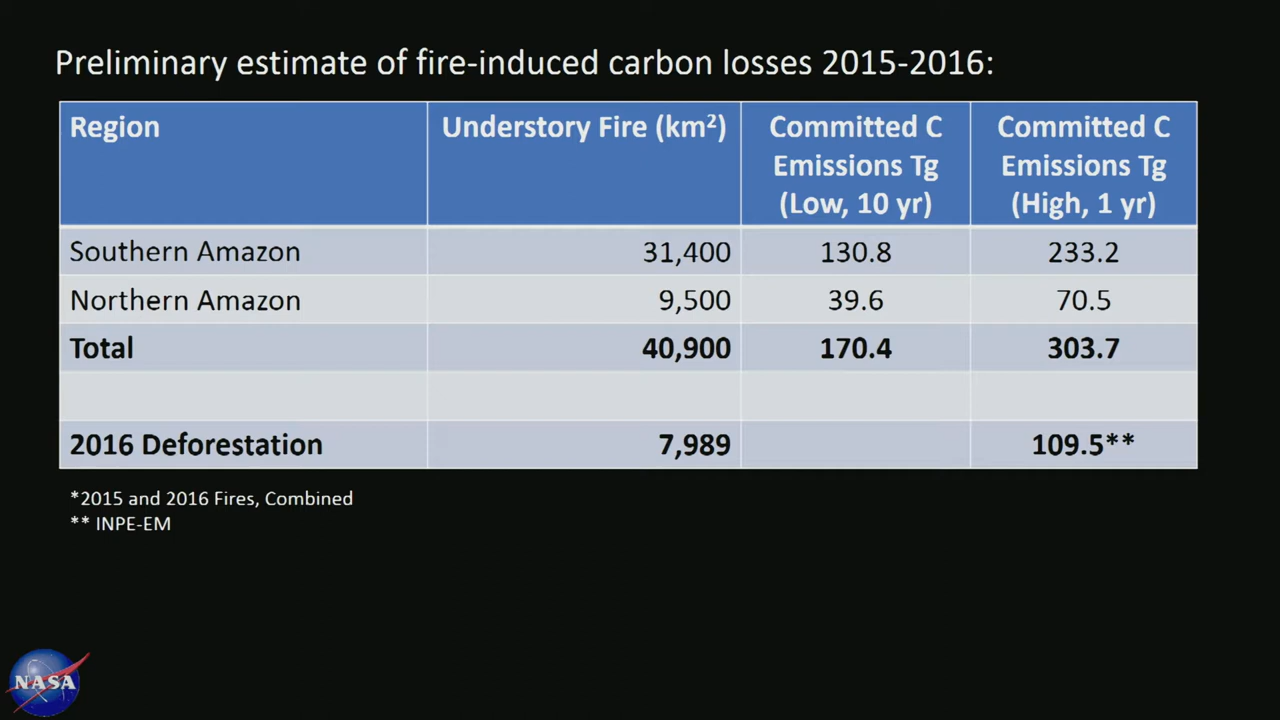 Preliminary estimate of fire-induced carbon losses 2015-2016:
Region Understory Fire (km²) Committed C Emissions Tg (Low, 10 yr) Committed C Emissions Tg (High, 1 yr)
Southern Amazon 31,400 130.8 233.2
Northern Amazon 9,500 39.6 70.5
Total 40,900 170.4 303.7
2016 Deforestation 7,989 109.5**
*2015 and 2016 Fires, Combined
** INPE-EM
NASA